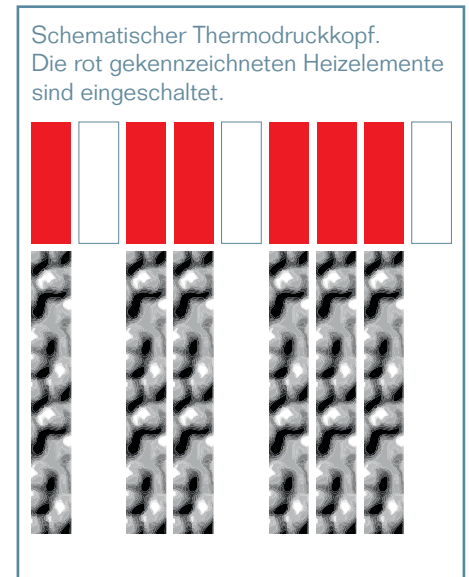 Schematischer Thermodruckkopf.
Die rot gekennzeichneten Heizelemente
sind eingeschaltet.